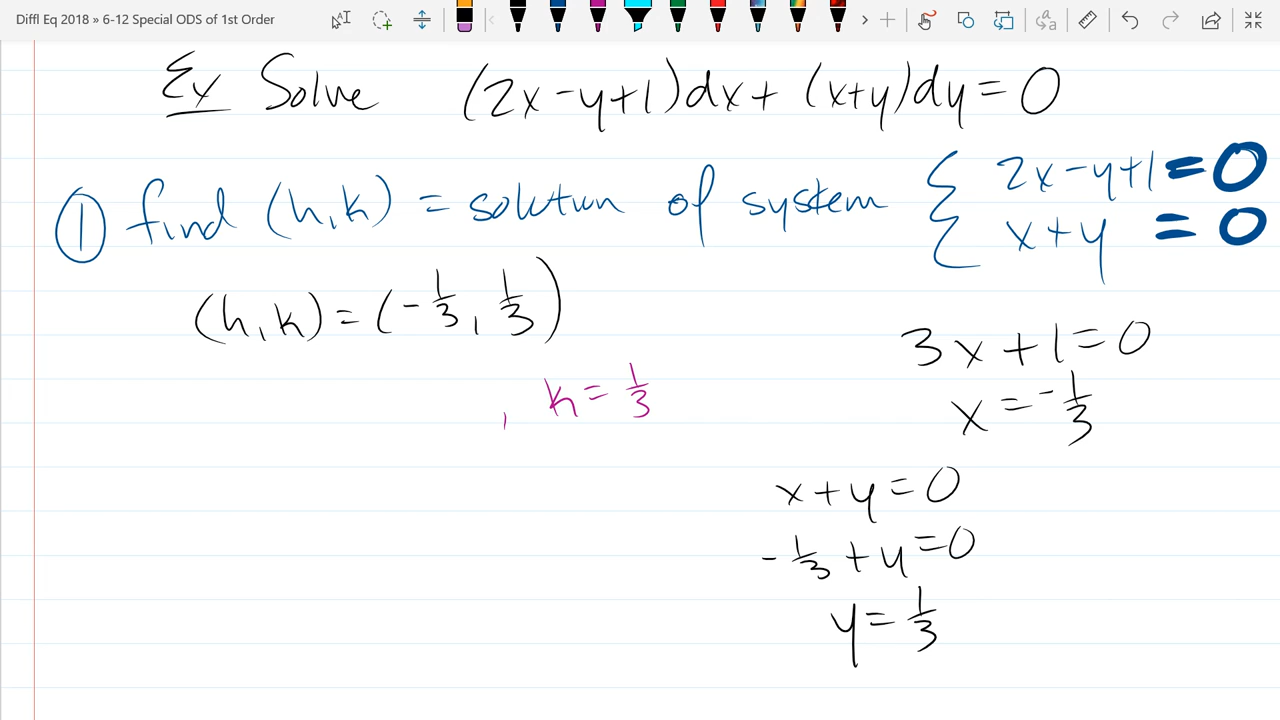 Diffl Eq 2018 » 6-12 Special ODS of 1st Order
Ex Solve (2x-y+1)dx+(x+y)dy=0
① find (h,k) = solution of system { 2x-y+1=0
x+y=0
(h,k)=(-1/3, 1/3)
3x+1=0
, k=1/3
x=-1/3
x+y=0
-1/3+y=0
y=1/3